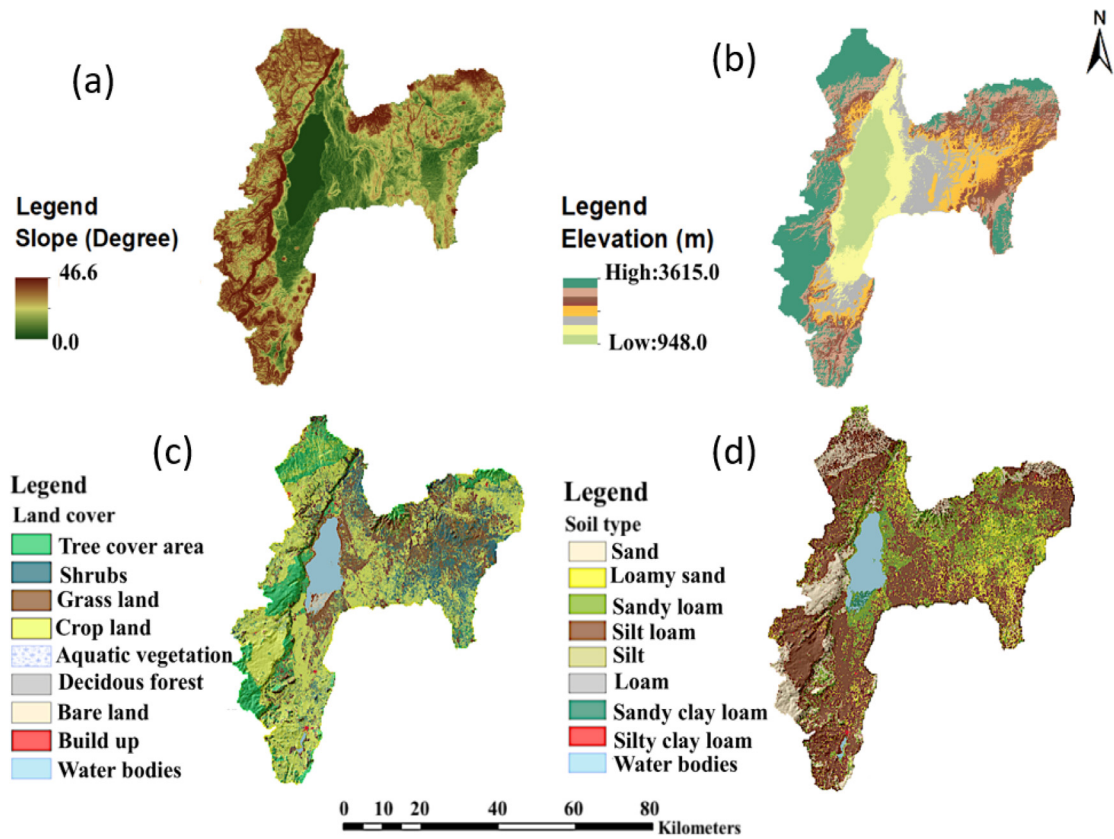 N
(a)
Legend
Slope (Degree)
46.6
0.0
(b)
Legend
Elevation (m)
High:3615.0
Low:948.0
(c)
Legend
Land cover
Tree cover area
Shrubs
Grass land
Crop land
Aquatic vegetation
Decidous forest
Bare land
Build up
Water bodies
(d)
Legend
Soil type
Sand
Loamy sand
Sandy loam
Silt loam
Silt
Loam
Sandy clay loam
Silty clay loam
Water bodies
0 10 20 40 60 80
Kilometers